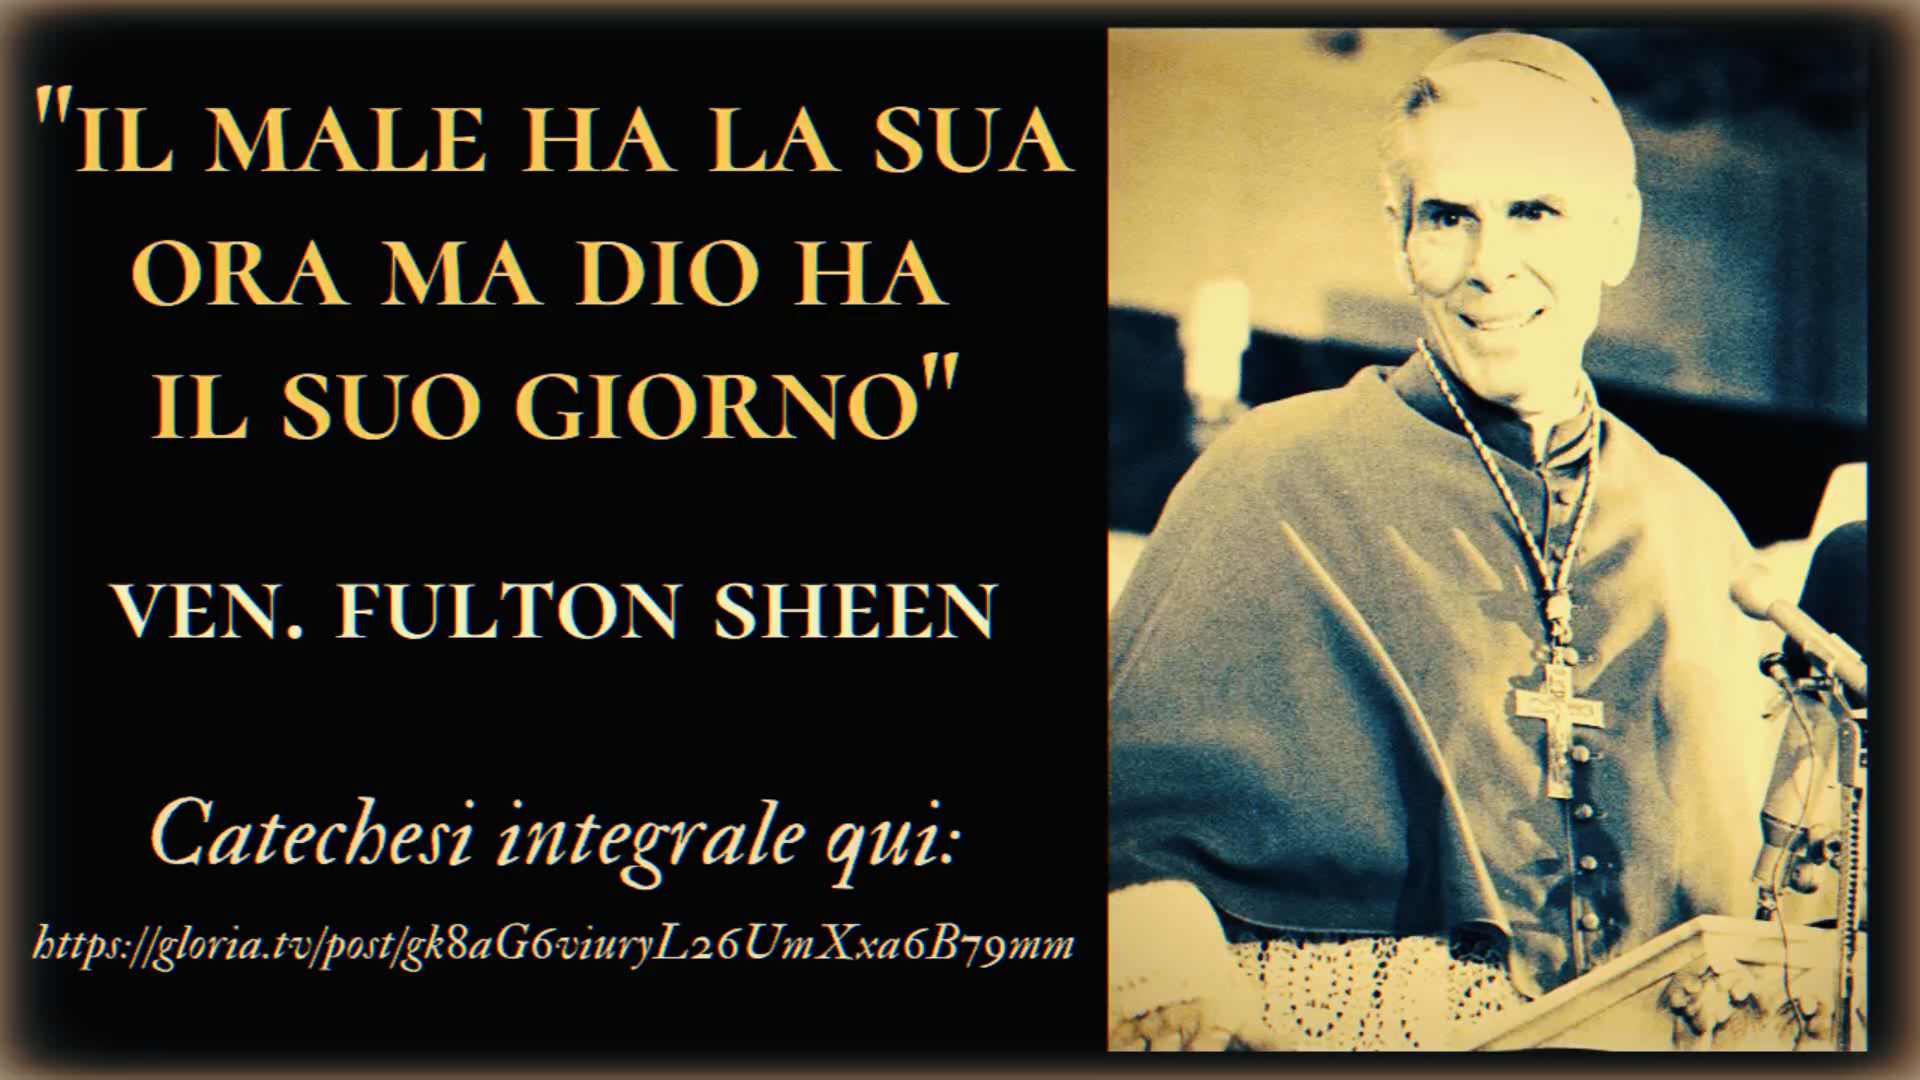 "IL MALE HA LA SUA
ORA MA DIO HA
IL SUO GIORNO"
VEN. FULTON SHEEN
Catechesi integrale qui:
https://gloria.tv/post/gk8aG6viuryL26UmXxa6B79mm